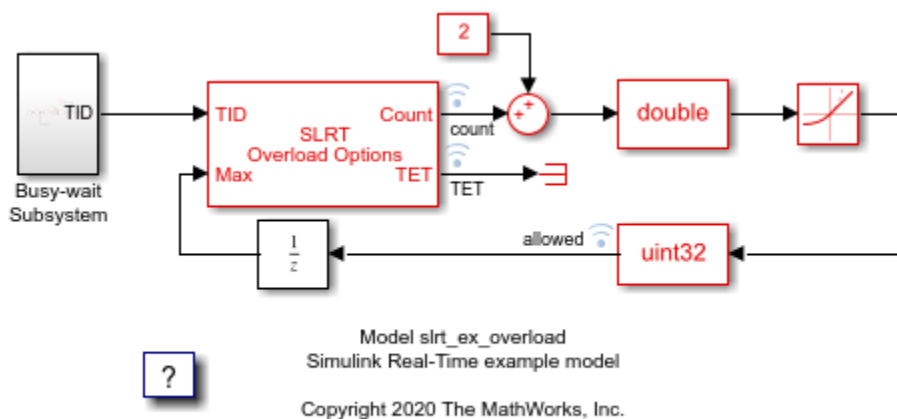 2
TID
TID
Count
SLRT
Overload Options
Max
TET
count
TET
double
Busy-wait
Subsystem
1
z
allowed
uint32
?
Model slrt_ex_overload
Simulink Real-Time example model
Copyright 2020 The MathWorks, Inc.